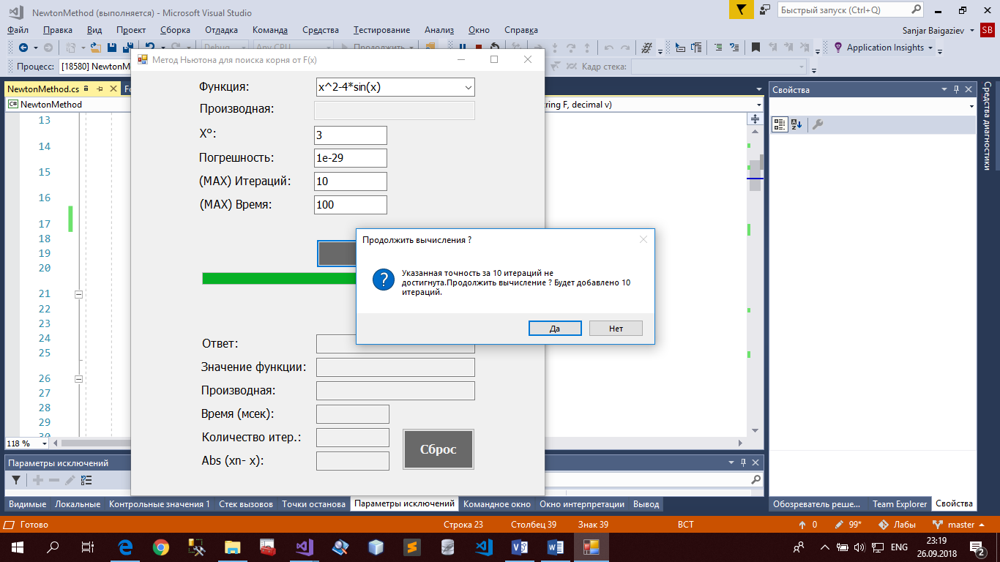 NewtonMethod (выполняется) - Microsoft Visual Studio
Быстрый запуск (Ctrl+Q)
Файл Правка Вид Проект Сборка Отладка Команда Средства Тестирование Анализ Окно Справка
Sanjar Baigaziev SB
Debug Any CPU Продолжить Application Insights
Процесс: [18580] NewtonM Кадр стека:
Метод Ньютона для поиска корня от F(x)
NewtonMethod.cs Fo
NewtonMethod
tring F, decimal v)
Свойства
Средства диагностики
13
14
15
16
17
18
19
20
21
22
23
24
25
26
27
28
29
30
Функция: x^2-4*sin(x)
Производная:
X°: 3
Погрешность: 1e-29
(MAX) Итераций: 10
(MAX) Время: 100
Продолжить вычисления ?
Указанная точность за 10 итераций не
достигнута.Продолжить вычисление ? Будет добавлено 10
итераций.
Да Нет
Ответ:
Значение функции:
Производная:
Время (мсек):
Количество итер.:
Abs (xn- x):
Сброс
118 %
Параметры исключений
Видимые Локальные Контрольные значения 1 Стек вызовов Точки останова Параметры исключений Командное окно Окно интерпретации Вывод
Обозреватель реше... Team Explorer Свойства
Готово Строка 23 Столбец 39 Знак 39 ВСТ 0 99* Лабы master
ENG 23:19
26.09.2018 2